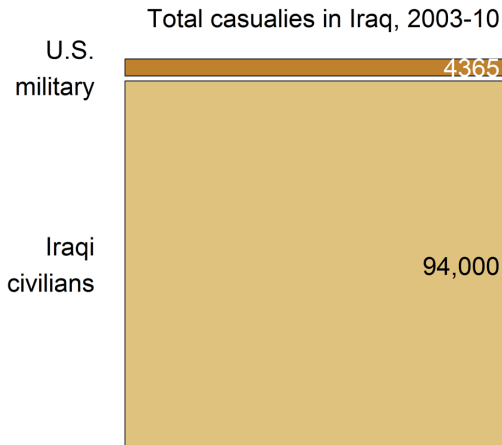 Total casualies in Iraq, 2003-10
U.S.
military
4365
Iraqi
civilians
94,000